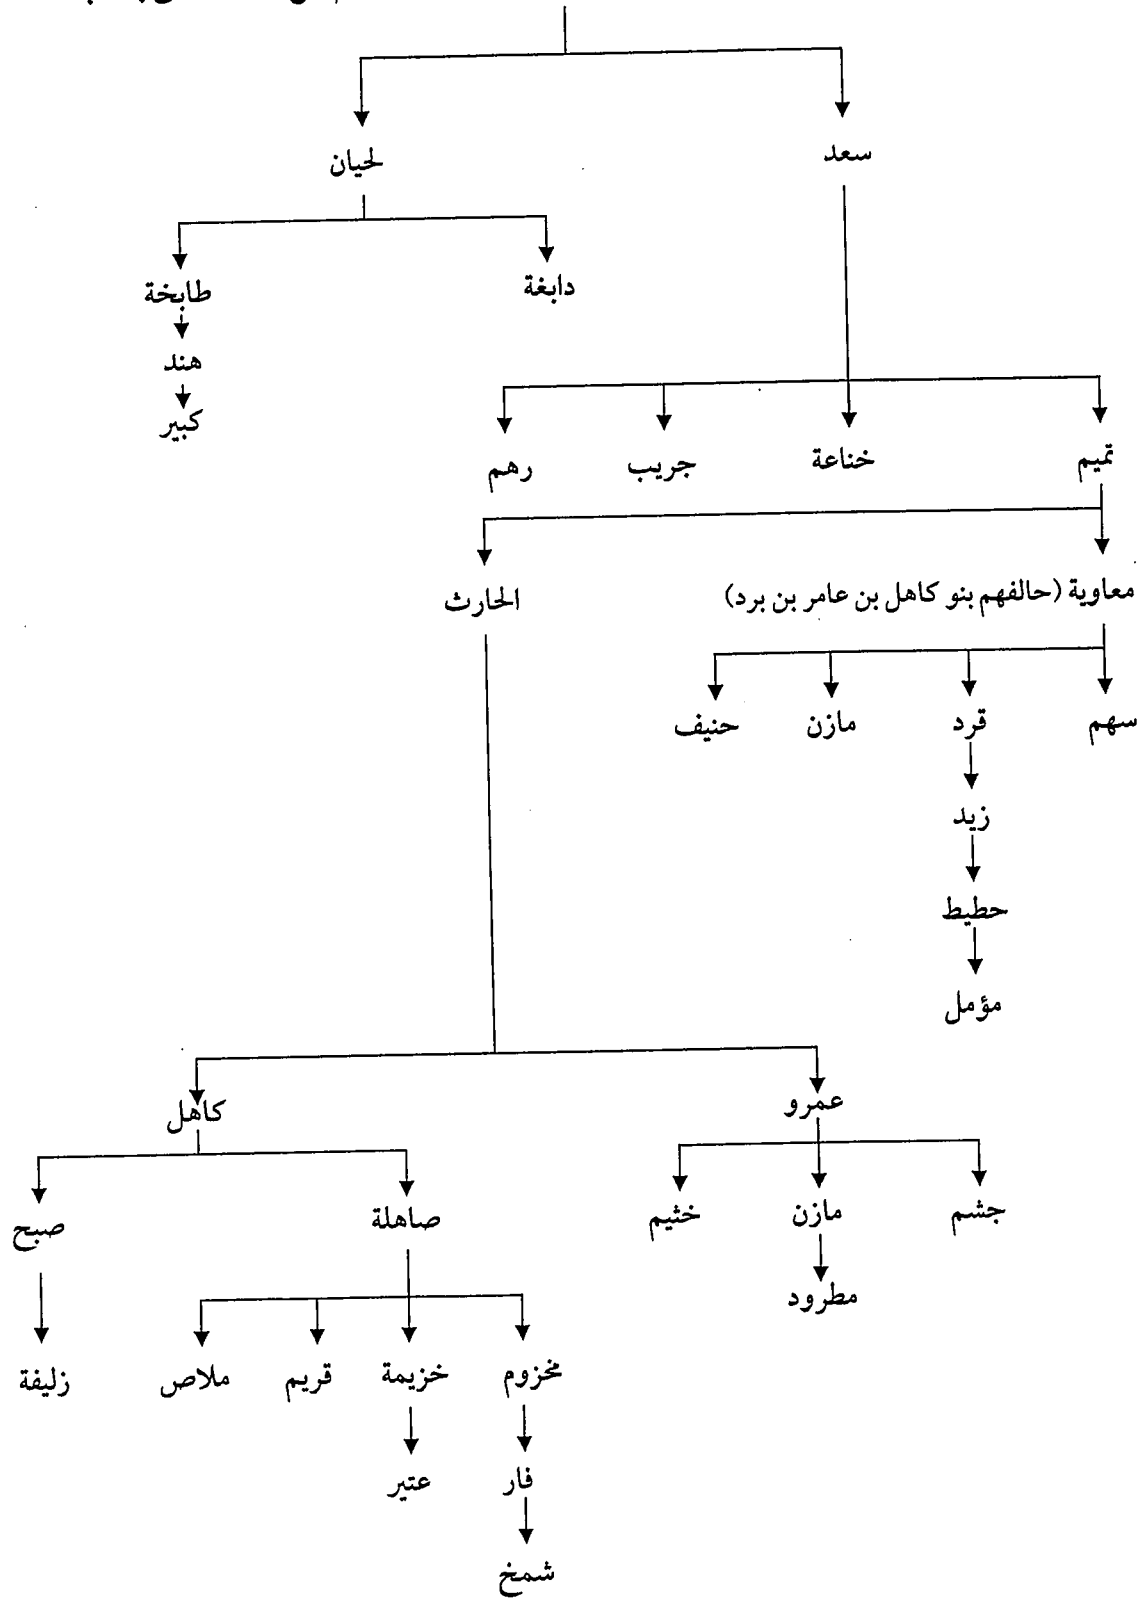 سعد
لحيان
دابغة
طابخة
هند
كبير
تميم
خناعة
جريب
رهم
معاوية (حالفهم بنو كاهل بن عامر بن برد)
الحارث
سهم
قرد
مازن
حنيف
زيد
حطيط
مؤمل
عمرو
كاهل
جشم
مازن
خثيم
صاهلة
صبح
مطرود
مخزوم
خزيمة
قريم
ملاص
زليفة
فار
عتير
شمخ